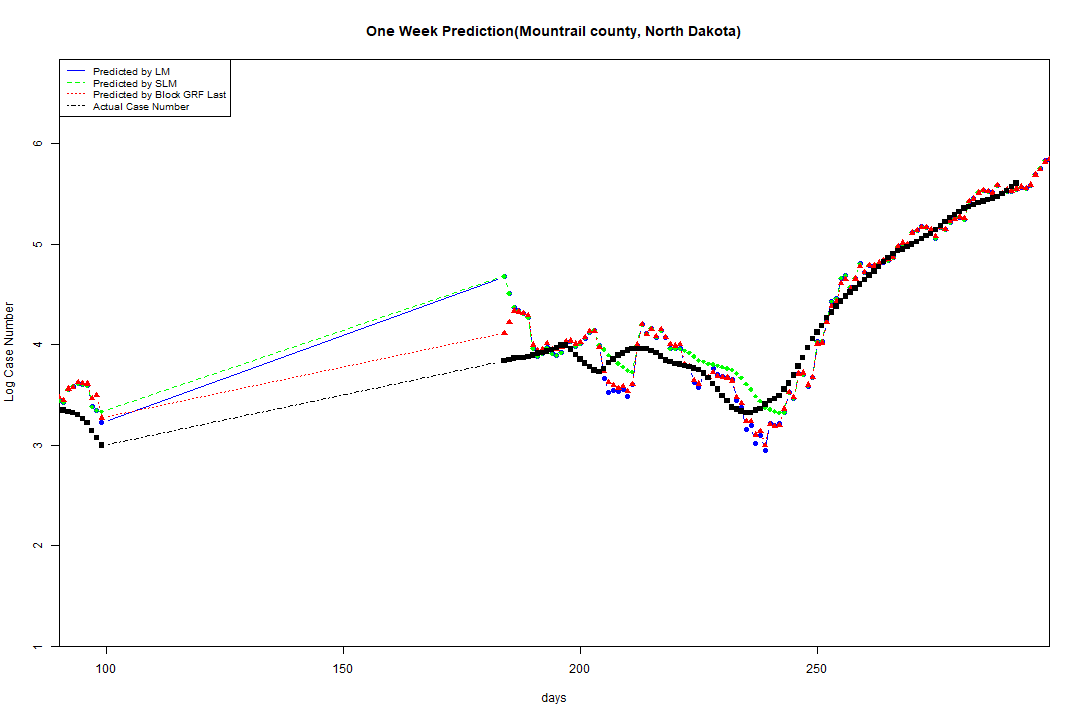 One Week Prediction(Mountrail county, North Dakota)
Predicted by LM
Predicted by SLM
Predicted by Block GRF Last
Actual Case Number
Log Case Number
6
5
4
3
2
1
100
150
200
250
days